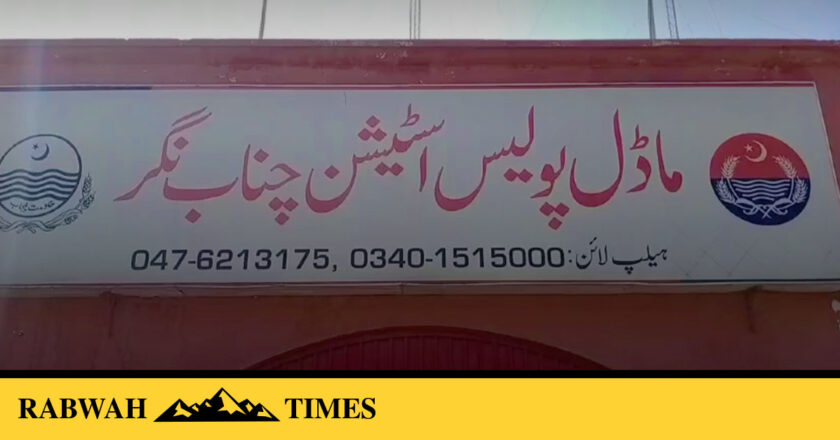 ماڈل پولیس اسٹیشن چناب نگر
ہیلپ لائن: 047-6213175, 0340-1515000
RABWAH TIMES